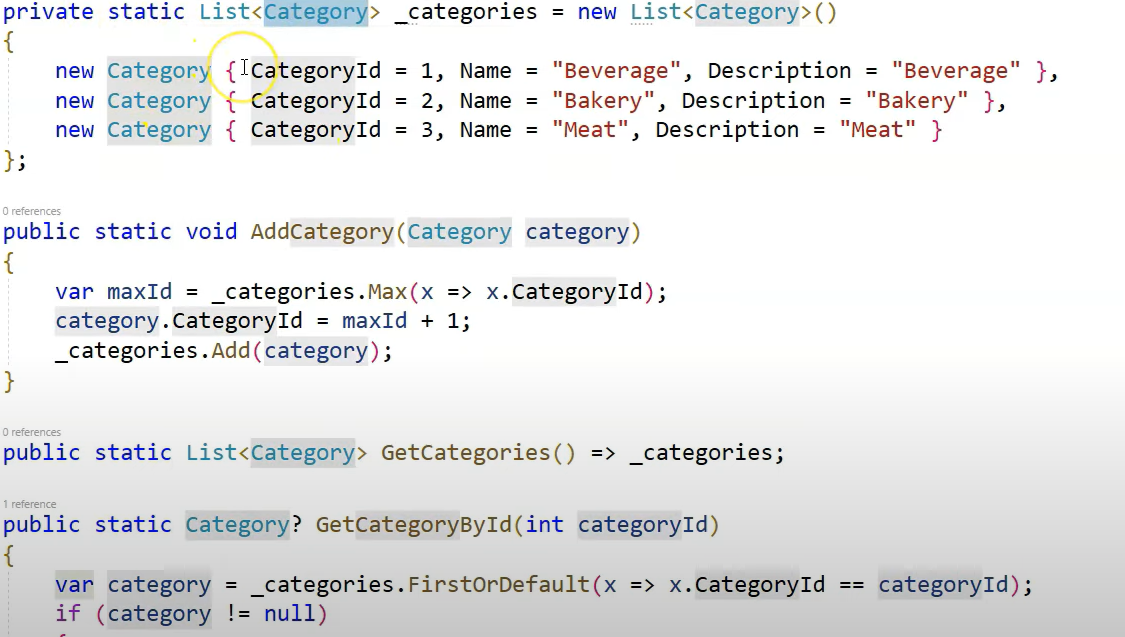 private static List<Category> _categories = new List<Category>()
{
    new Category { CategoryId = 1, Name = "Beverage", Description = "Beverage" },
    new Category { CategoryId = 2, Name = "Bakery", Description = "Bakery" },
    new Category { CategoryId = 3, Name = "Meat", Description = "Meat" }
};
0 references
public static void AddCategory(Category category)
{
    var maxId = _categories.Max(x => x.CategoryId);
    category.CategoryId = maxId + 1;
    _categories.Add(category);
}
0 references
public static List<Category> GetCategories() => _categories;
1 reference
public static Category? GetCategoryById(int categoryId)
{
    var category = _categories.FirstOrDefault(x => x.CategoryId == categoryId);
    if (category != null)